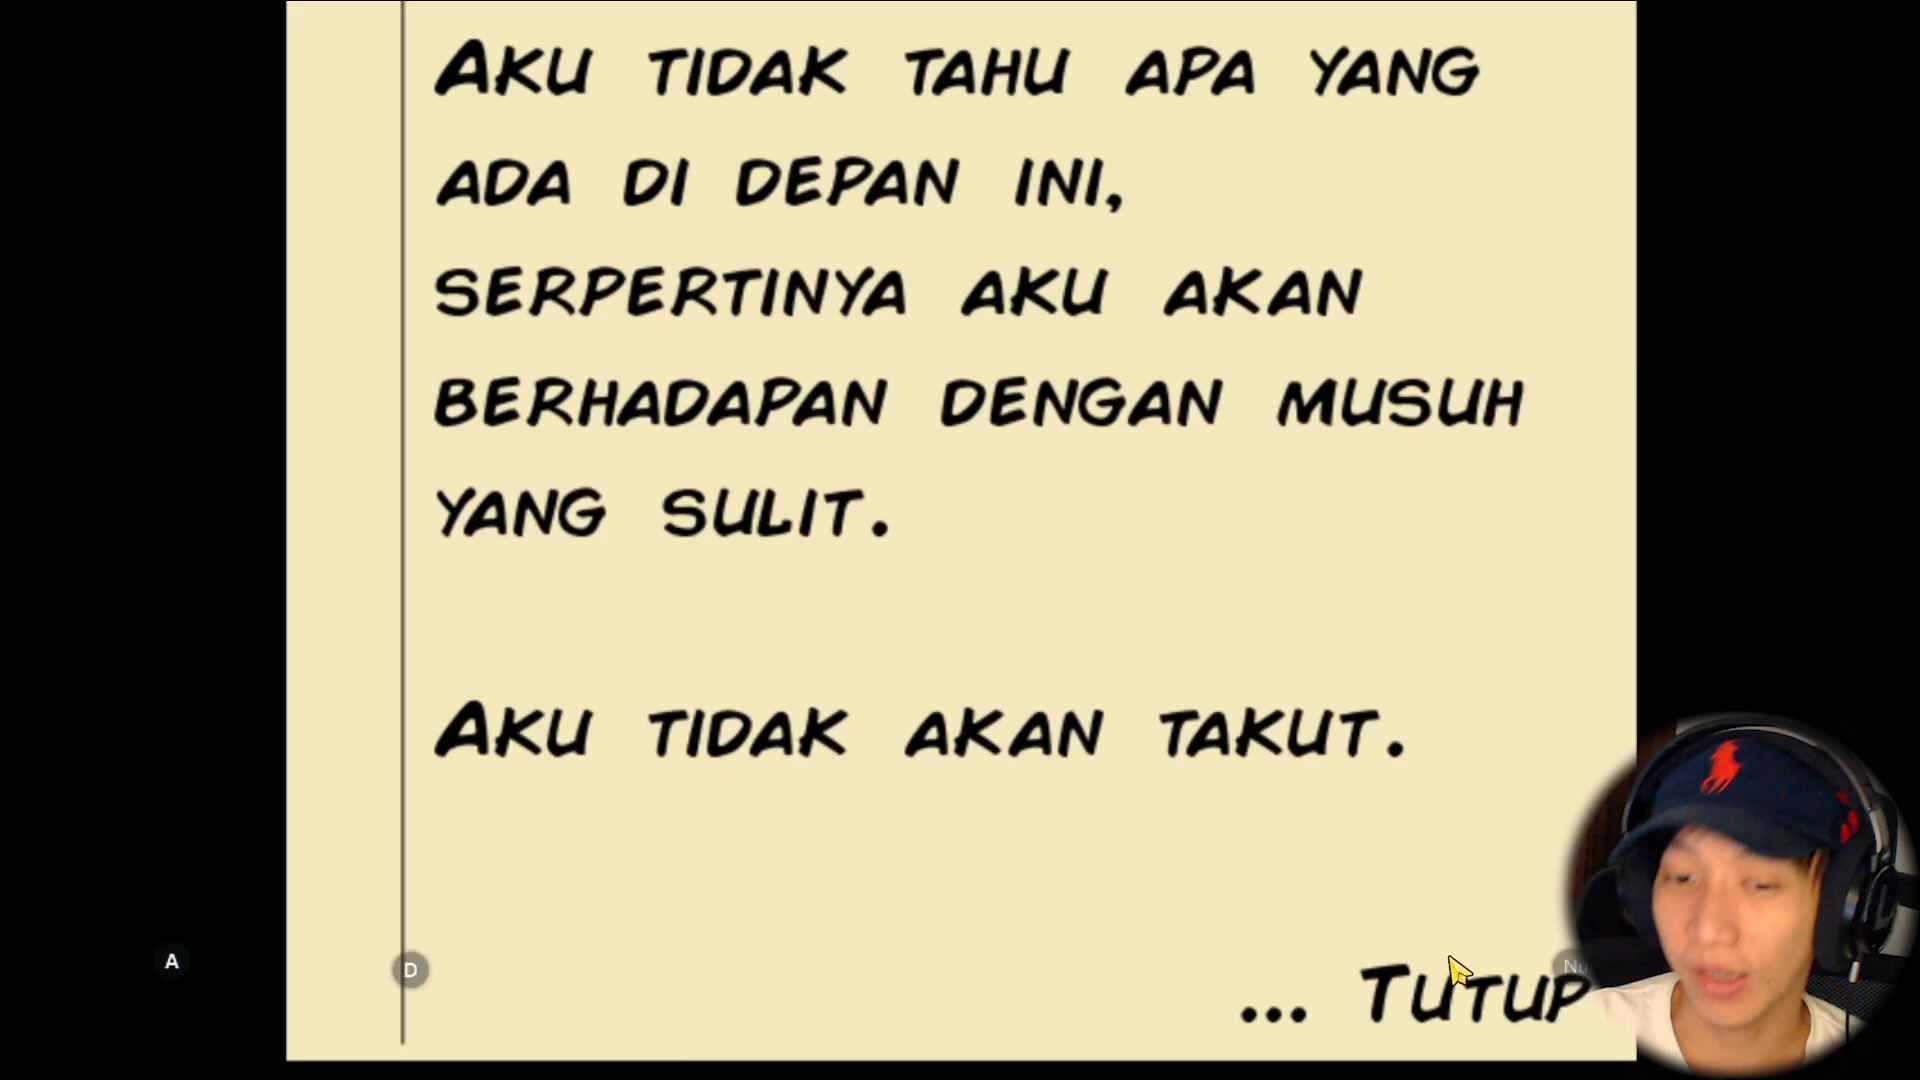 Aku tidak tahu apa yang
ada di depan ini,
serpertinya aku akan
berhadapan dengan musuh
yang sulit.
Aku tidak akan takut.
... Tutup
A
D
Nu